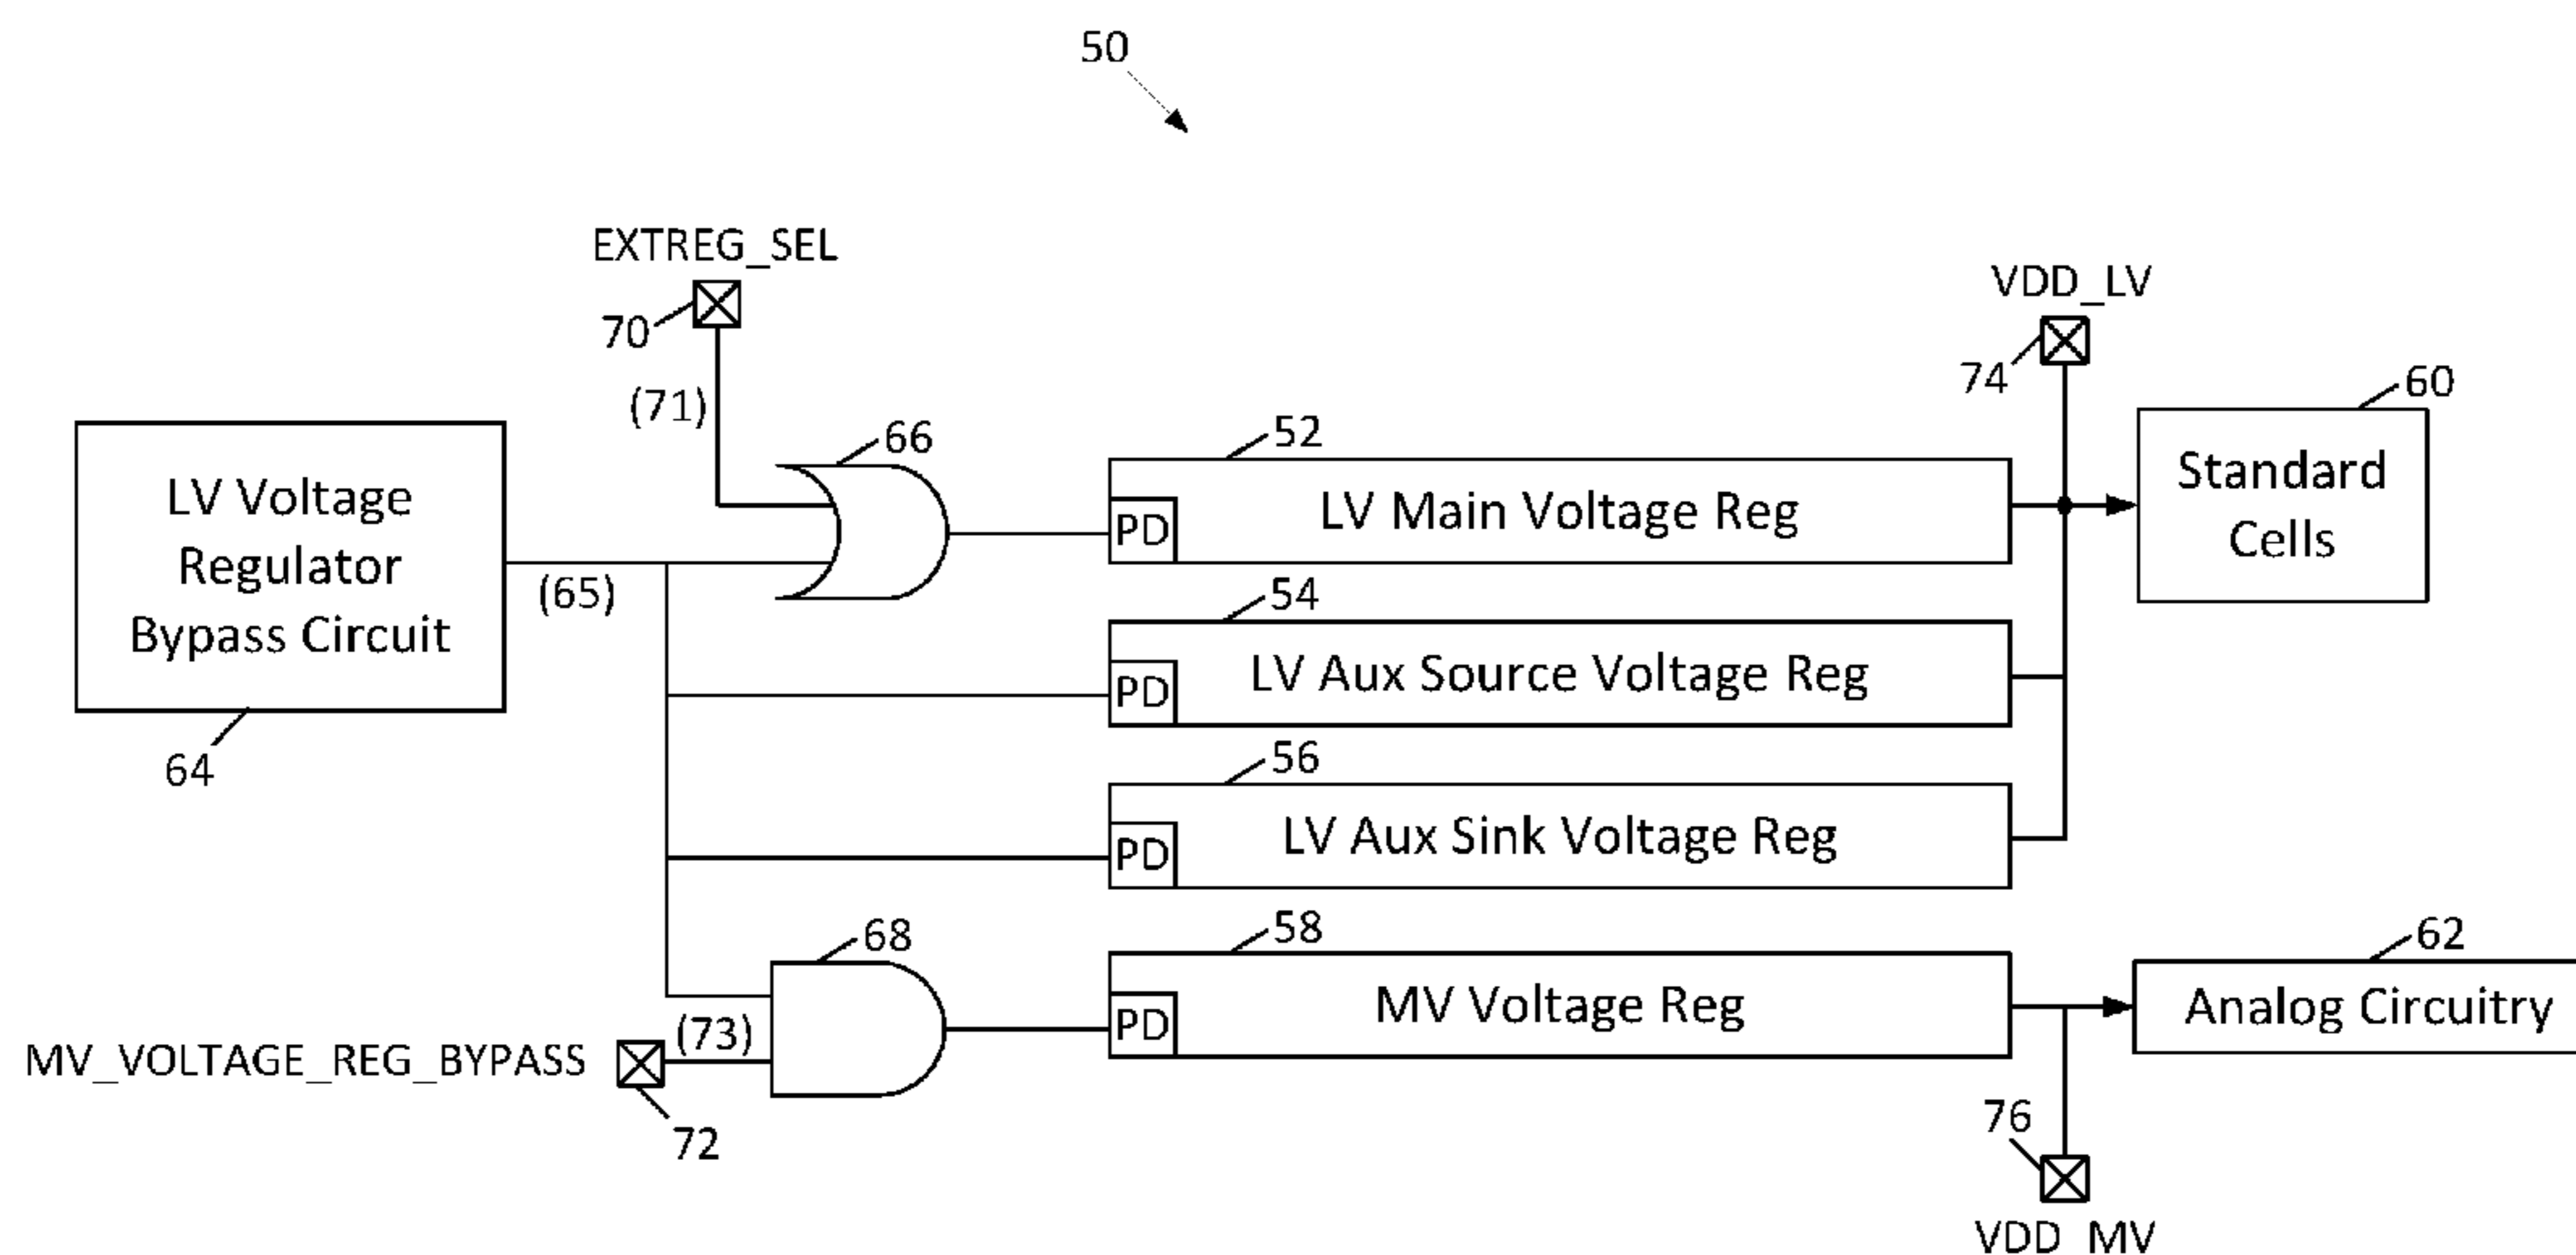 50
EXTREG_SEL
70
(71)
VDD_LV
74
60
Standard
Cells
LV Voltage
Regulator
Bypass Circuit
64
(65)
66
52
PD
LV Main Voltage Reg
54
PD
LV Aux Source Voltage Reg
56
PD
LV Aux Sink Voltage Reg
68
58
PD
MV Voltage Reg
62
Analog Circuitry
MV_VOLTAGE_REG_BYPASS
(73)
72
76
VDD_MV